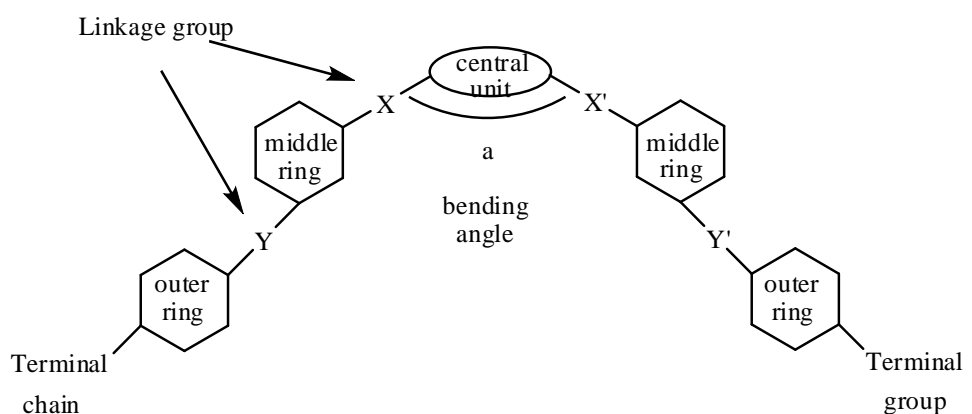 Linkage group
central
unit
X
X'
middle
ring
middle
ring
a
bending
angle
Y
Y'
outer
ring
outer
ring
Terminal
chain
Terminal
group